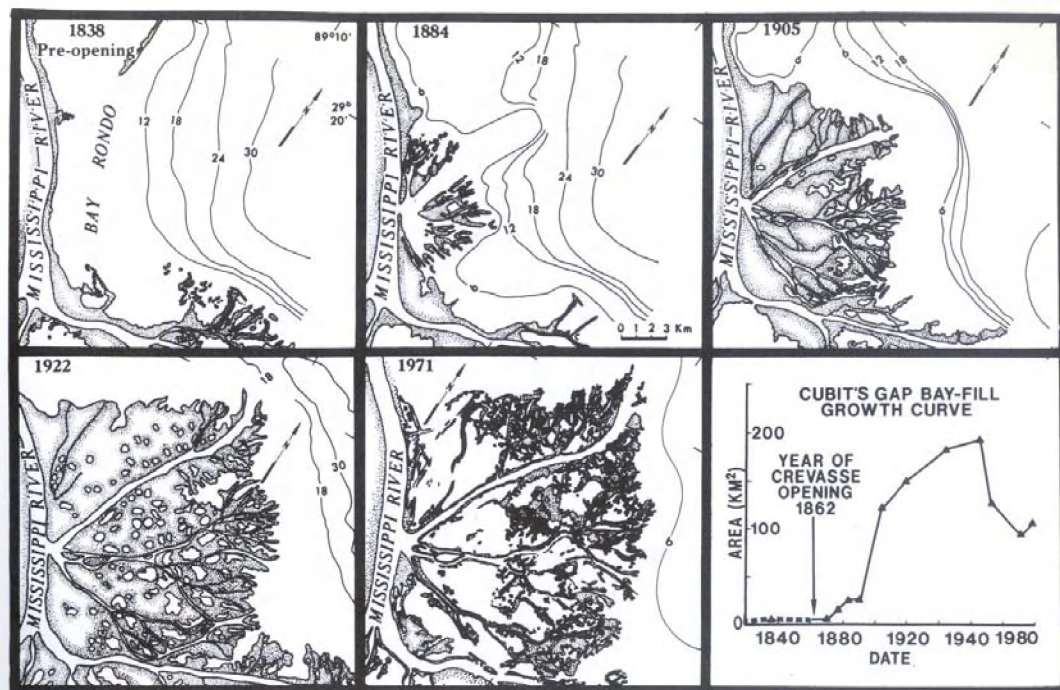 1838
Pre-opening
89°10'
29°
20'
MISSISSIPPI RIVER
BAY RONDO
12
18
24
30
N
1884
12
18
6
MISSISSIPPI RIVER
24
30
18
12
6
N
0 1 2 3 Km
1905
6
12
18
MISSISSIPPI RIVER
6
N
1922
18
30
18
MISSISSIPPI RIVER
N
1971
N
MISSISSIPPI RIVER
6
CUBIT'S GAP BAY-FILL
GROWTH CURVE
200
YEAR OF
CREVASSE
OPENING
1862
AREA (KM²)
100
0
1840 1880 1920 1940 1980
DATE